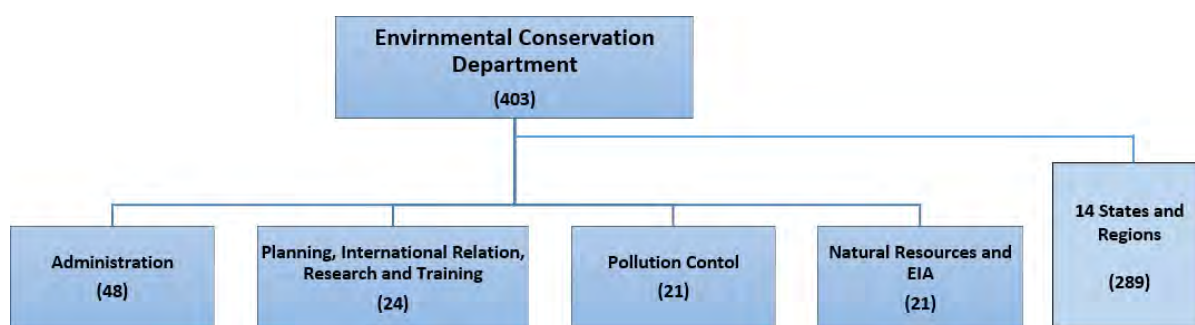 Envirnmental Conservation
Department
(403)
14 States and
Regions
(289)
Administration
(48)
Planning, International Relation,
Research and Training
(24)
Pollution Contol
(21)
Natural Resources and
EIA
(21)